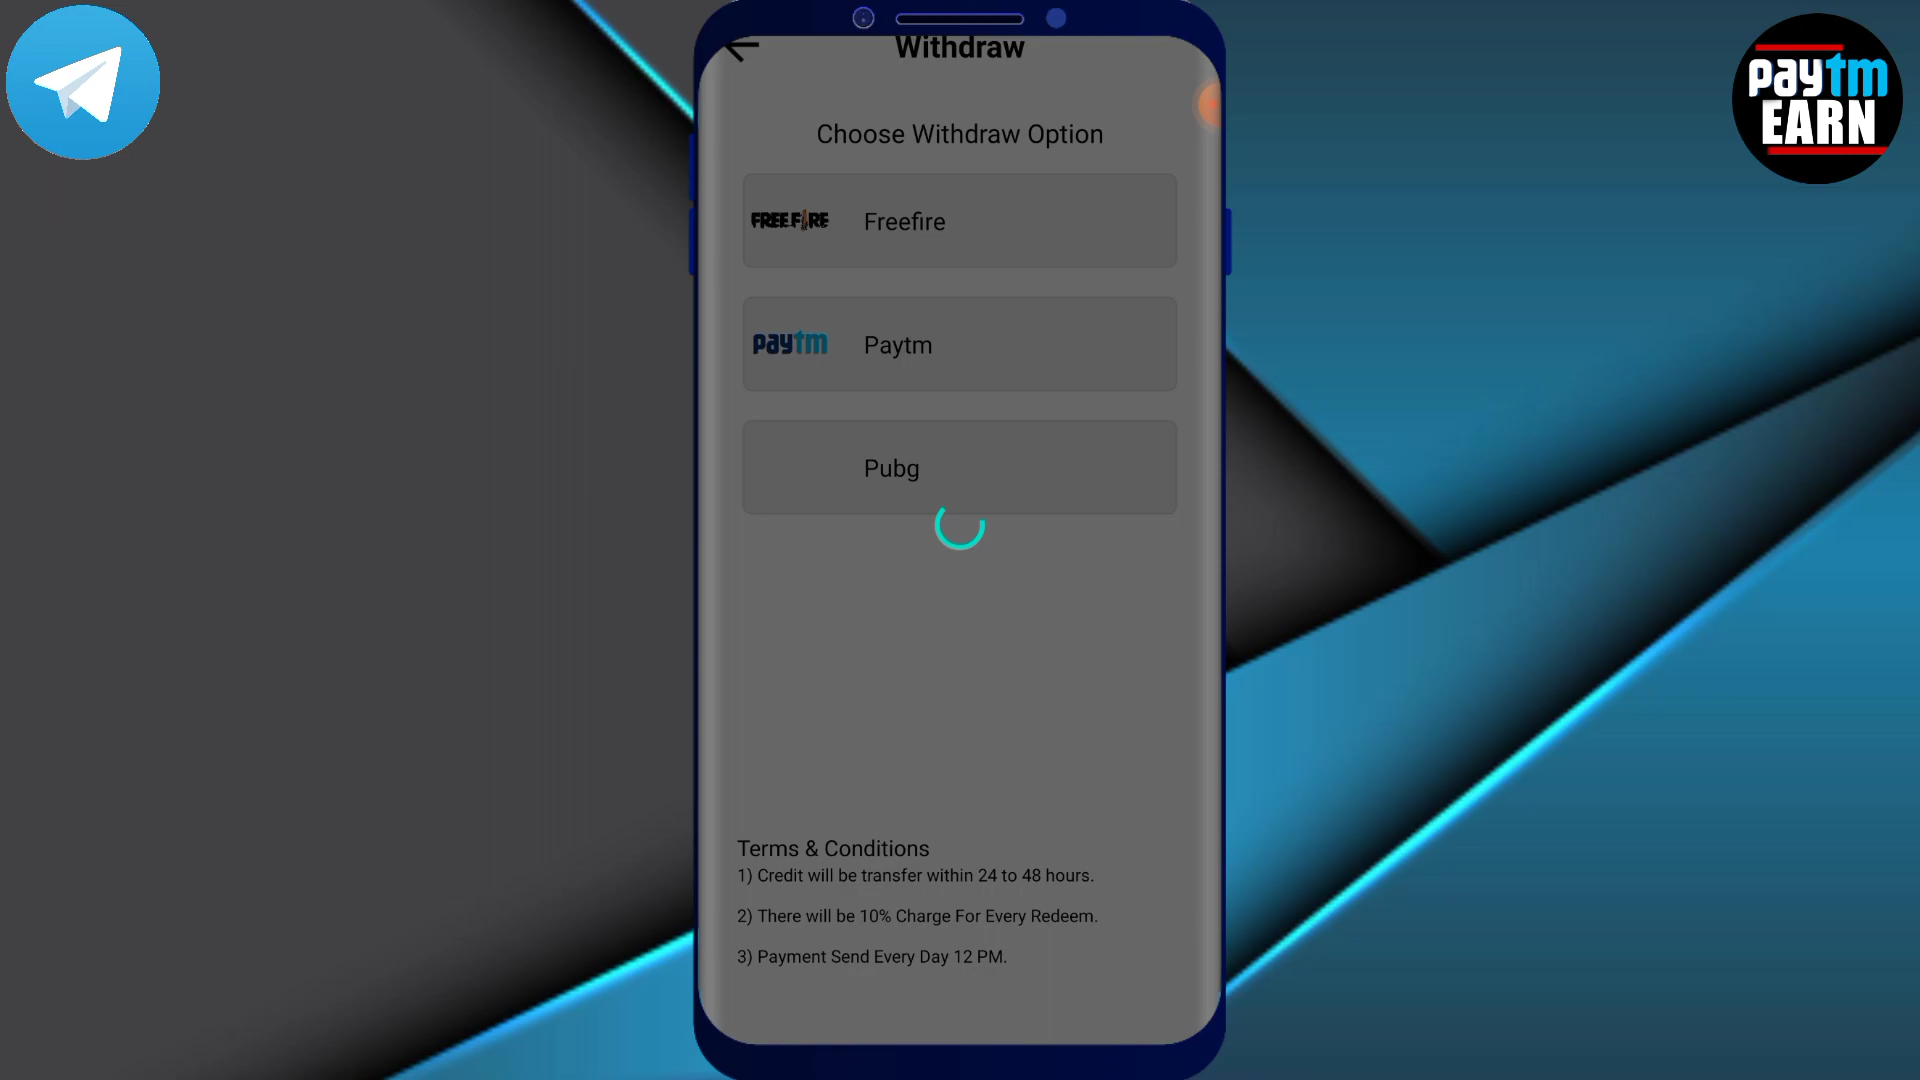 Withdraw
paytm
EARN
Choose Withdraw Option
FREE FIRE Freefire
paytm Paytm
Pubg
Terms & Conditions
1) Credit will be transfer within 24 to 48 hours.
2) There will be 10% Charge For Every Redeem.
3) Payment Send Every Day 12 PM.